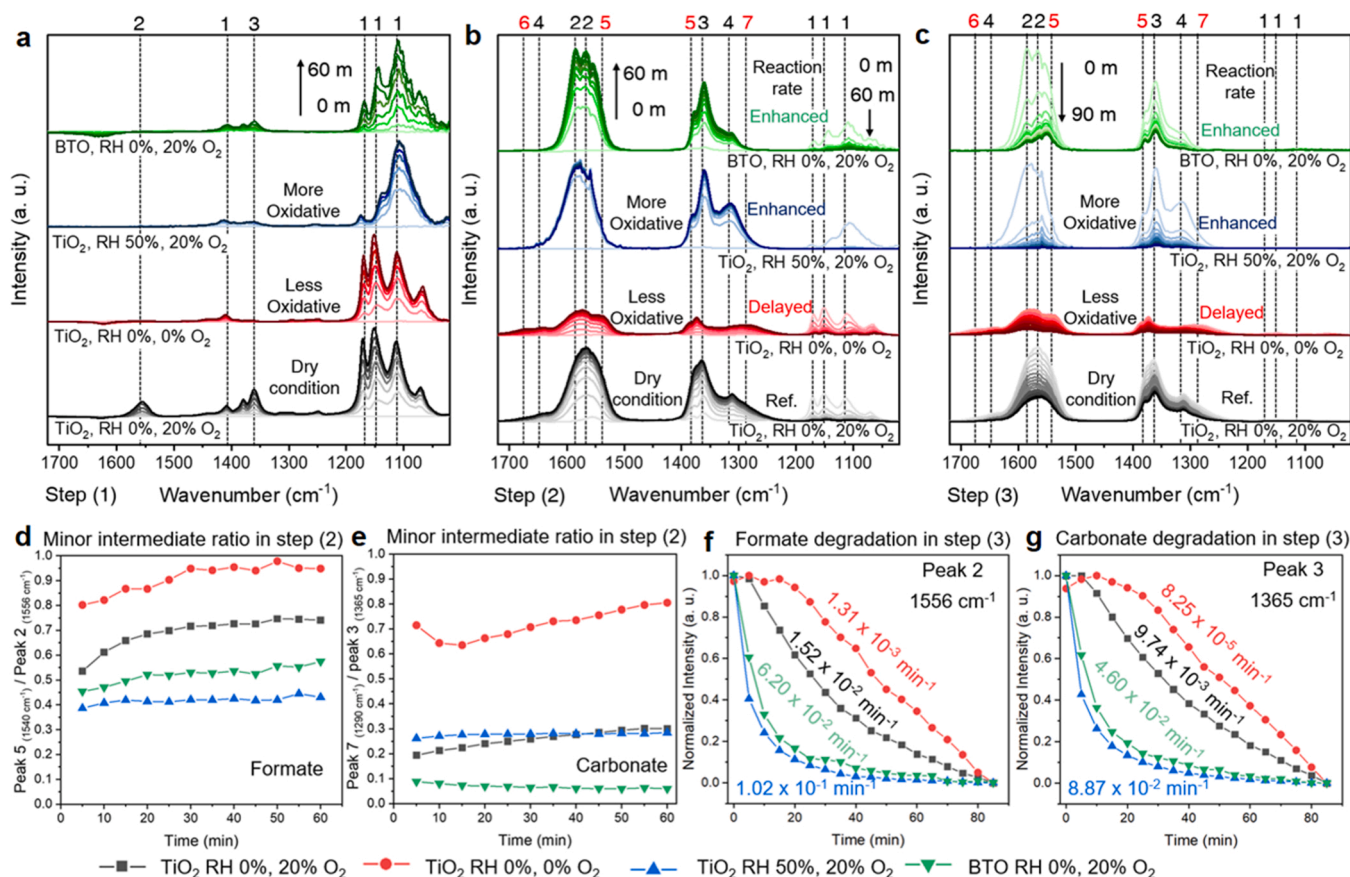 a
2 1 3 1 1 1
60 m
0 m
BTO, RH 0%, 20% O₂
More
Oxidative
TiO₂, RH 50%, 20% O₂
Less
Oxidative
TiO₂, RH 0%, 0% O₂
Dry
condition
TiO₂, RH 0%, 20% O₂
Intensity (a. u.)
1700 1600 1500 1400 1300 1200 1100
Step (1) Wavenumber (cm⁻¹)
b
6 4 2 2 5 5 3 4 7 1 1 1
60 m
0 m
Reaction
rate
0 m
60 m
Enhanced
BTO, RH 0%, 20% O₂
More
Oxidative
Enhanced
TiO₂, RH 50%, 20% O₂
Less
Oxidative
Delayed
TiO₂, RH 0%, 0% O₂
Dry
condition
Ref.
TiO₂, RH 0%, 20% O₂
Intensity (a. u.)
1700 1600 1500 1400 1300 1200 1100
Step (2) Wavenumber (cm⁻¹)
c
6 4 2 2 5 5 3 4 7 1 1 1
0 m
90 m
Reaction
rate
Enhanced
BTO, RH 0%, 20% O₂
More
Oxidative
Enhanced
TiO₂, RH 50%, 20% O₂
Less
Oxidative
Delayed
TiO₂, RH 0%, 0% O₂
Dry condition
Ref.
TiO₂, RH 0%, 20% O₂
Intensity (a. u.)
1700 1600 1500 1400 1300 1200 1100
Step (3) Wavenumber (cm⁻¹)
d Minor intermediate ratio in step (2)
Peak 5 (1540 cm⁻¹) / Peak 2 (1556 cm⁻¹)
1.0
0.9
0.8
0.7
0.6
0.5
0.4
0.3
0.2
0.1
0.0
Formate
0 10 20 30 40 50 60
Time (min)
e Minor intermediate ratio in step (2)
Peak 7 (1290 cm⁻¹) / peak 3 (1365 cm⁻¹)
1.0
0.9
0.8
0.7
0.6
0.5
0.4
0.3
0.2
0.1
0.0
Carbonate
0 10 20 30 40 50 60
Time (min)
f Formate degradation in step (3)
Normalized Intensity (a. u.)
1.0
0.8
0.6
0.4
0.2
0.0
Peak 2
1556 cm⁻¹
1.31 x 10⁻³ min⁻¹
1.52 x 10⁻² min⁻¹
6.20 x 10⁻² min⁻¹
1.02 x 10⁻¹ min⁻¹
0 20 40 60 80
Time (min)
g Carbonate degradation in step (3)
Normalized Intensity (a. u.)
1.0
0.8
0.6
0.4
0.2
0.0
Peak 3
1365 cm⁻¹
8.25 x 10⁻⁵ min⁻¹
9.74 x 10⁻³ min⁻¹
4.60 x 10⁻² min⁻¹
8.87 x 10⁻² min⁻¹
0 20 40 60 80
Time (min)
TiO₂ RH 0%, 20% O₂ TiO₂ RH 0%, 0% O₂ TiO₂ RH 50%, 20% O₂ BTO RH 0%, 20% O₂